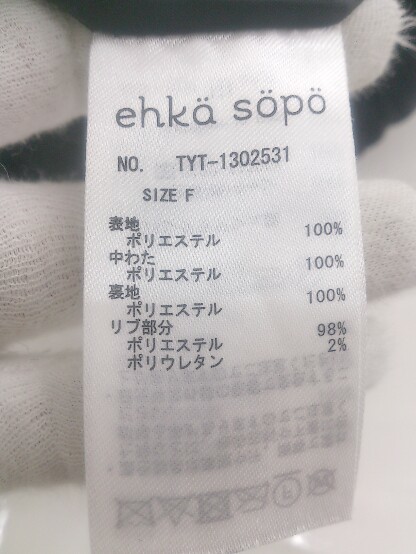 ehkä söpö
NO. TYT-1302531
SIZE F
表地
ポリエステル 100%
中わた
ポリエステル 100%
裏地
ポリエステル 100%
リブ部分
ポリエステル 98%
ポリウレタン 2%